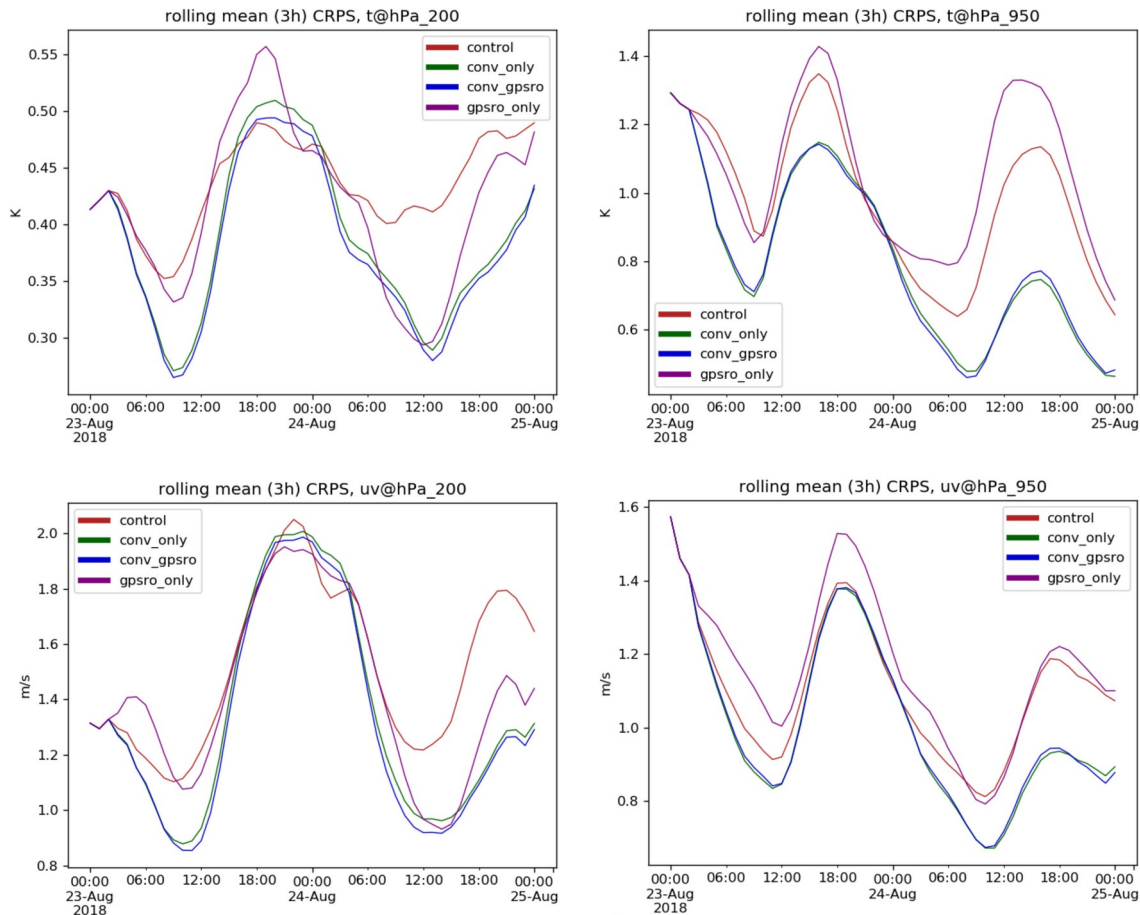 rolling mean (3h) CRPS, t@hPa_200
K
0.55
0.50
0.45
0.40
0.35
0.30
control
conv_only
conv_gpsro
gpsro_only
00:00 06:00 12:00 18:00 00:00 06:00 12:00 18:00 00:00
23-Aug 24-Aug 25-Aug
2018
rolling mean (3h) CRPS, t@hPa_950
K
1.4
1.2
1.0
0.8
0.6
control
conv_only
conv_gpsro
gpsro_only
00:00 06:00 12:00 18:00 00:00 06:00 12:00 18:00 00:00
23-Aug 24-Aug 25-Aug
2018
rolling mean (3h) CRPS, uv@hPa_200
m/s
2.0
1.8
1.6
1.4
1.2
1.0
0.8
control
conv_only
conv_gpsro
gpsro_only
00:00 06:00 12:00 18:00 00:00 06:00 12:00 18:00 00:00
23-Aug 24-Aug 25-Aug
2018
rolling mean (3h) CRPS, uv@hPa_950
m/s
1.6
1.4
1.2
1.0
0.8
control
conv_only
conv_gpsro
gpsro_only
00:00 06:00 12:00 18:00 00:00 06:00 12:00 18:00 00:00
23-Aug 24-Aug 25-Aug
2018